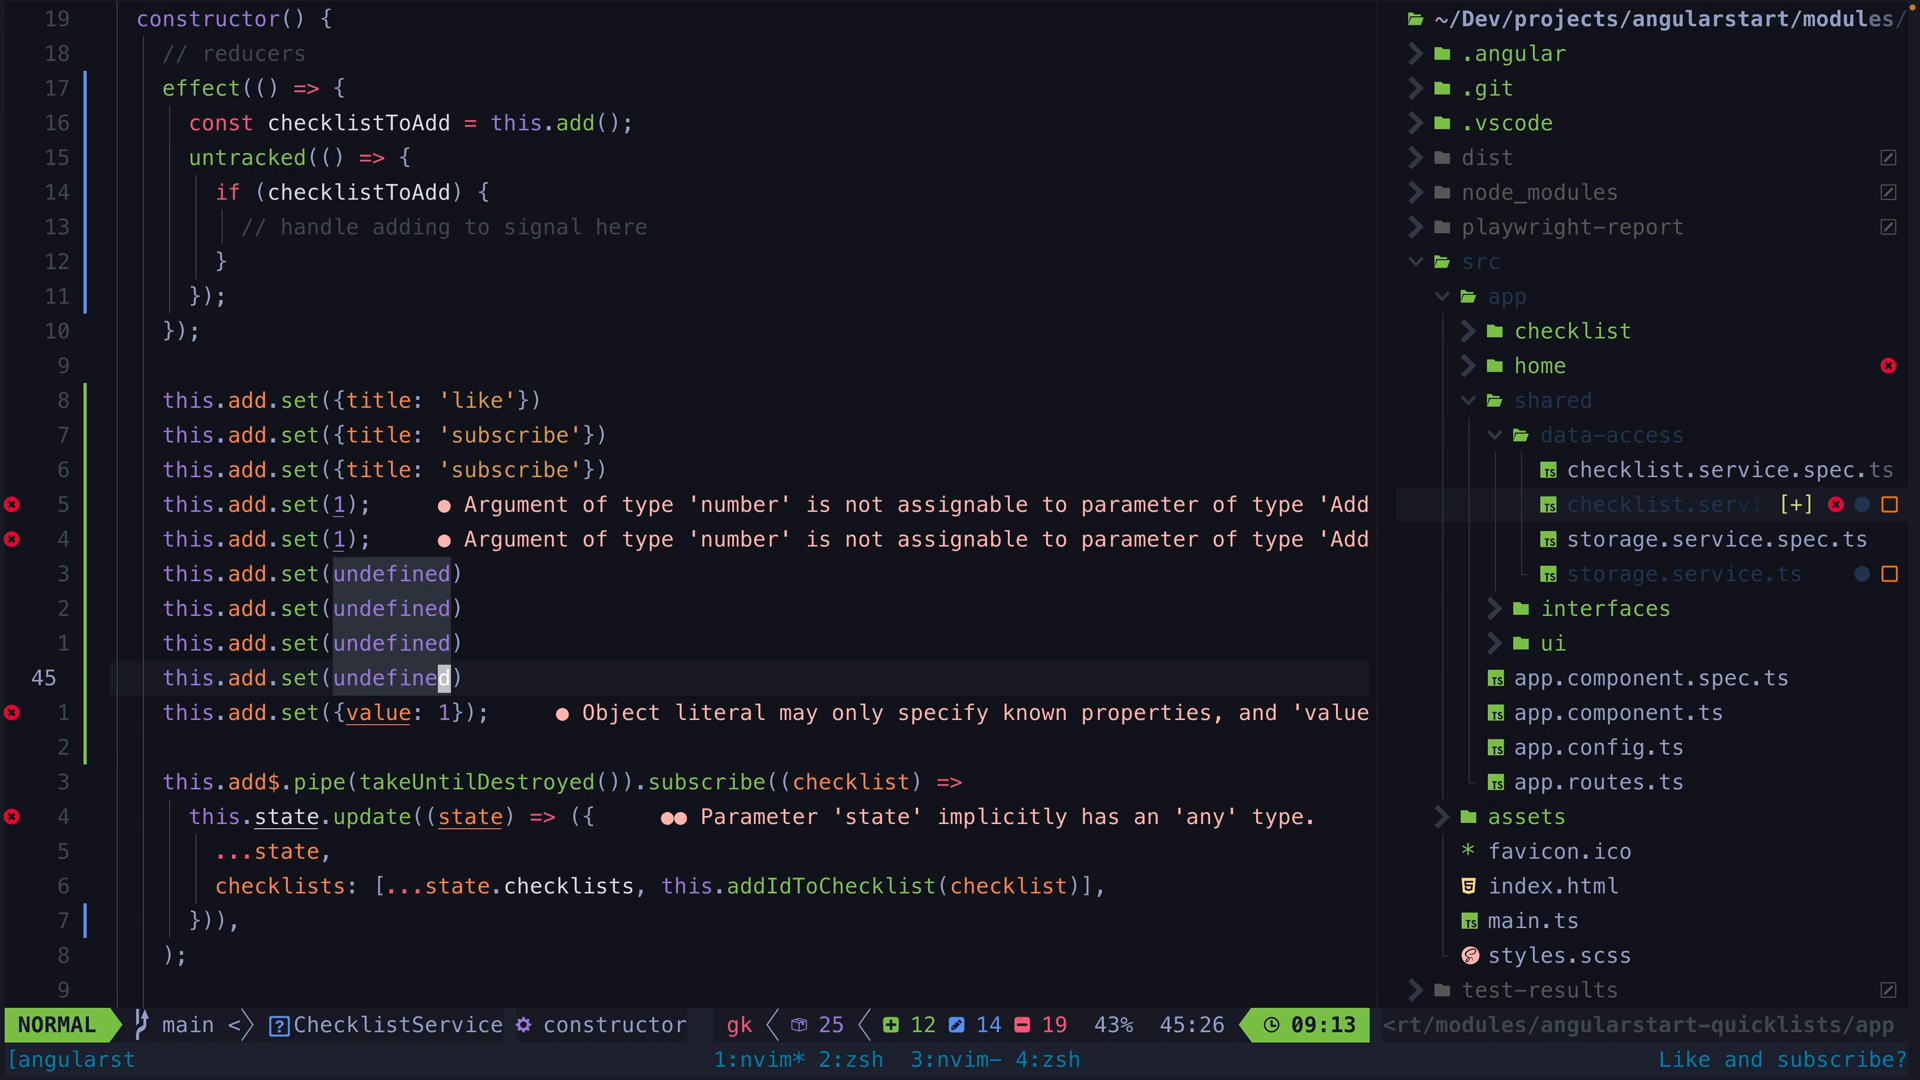 19 constructor() {
18 // reducers
17 effect(() => {
16 const checklistToAdd = this.add();
15 untracked(() => {
14 if (checklistToAdd) {
13 // handle adding to signal here
12 }
11 });
10 });
9
8 this.add.set({title: 'like'})
7 this.add.set({title: 'subscribe'})
6 this.add.set({title: 'subscribe'})
5 this.add.set(1); ● Argument of type 'number' is not assignable to parameter of type 'Add
4 this.add.set(1); ● Argument of type 'number' is not assignable to parameter of type 'Add
3 this.add.set(undefined)
2 this.add.set(undefined)
1 this.add.set(undefined)
45 this.add.set(undefined)
1 this.add.set({value: 1}); ● Object literal may only specify known properties, and 'value
2
3 this.add$.pipe(takeUntilDestroyed()).subscribe((checklist) =>
4 this.state.update((state) => ({ ●● Parameter 'state' implicitly has an 'any' type.
5 ...state,
6 checklists: [...state.checklists, this.addIdToChecklist(checklist)],
7 })),
8 );
9
~/Dev/projects/angularstart/modules/
.angular
.git
.vscode
dist
node_modules
playwright-report
src
app
checklist
home
shared
data-access
checklist.service.spec.ts
checklist.servi [+]
storage.service.spec.ts
storage.service.ts
interfaces
ui
app.component.spec.ts
app.component.ts
app.config.ts
app.routes.ts
assets
favicon.ico
index.html
main.ts
styles.scss
test-results
NORMAL main <> ChecklistService constructor gk 25 12 14 19 43% 45:26 09:13 <rt/modules/angularstart-quicklists/app
[angularst 1:nvim* 2:zsh 3:nvim- 4:zsh Like and subscribe?